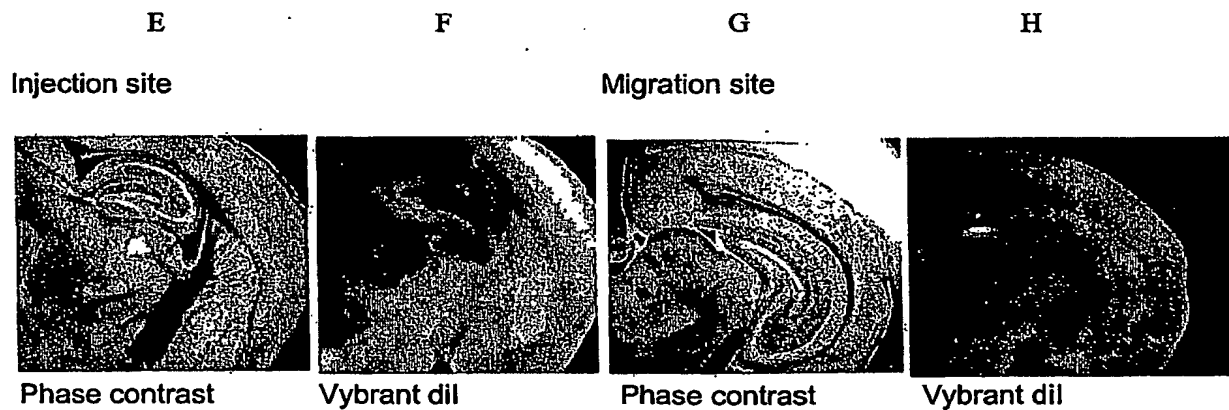 E F G H
Injection site Migration site
Phase contrast Vybrant dil Phase contrast Vybrant dil